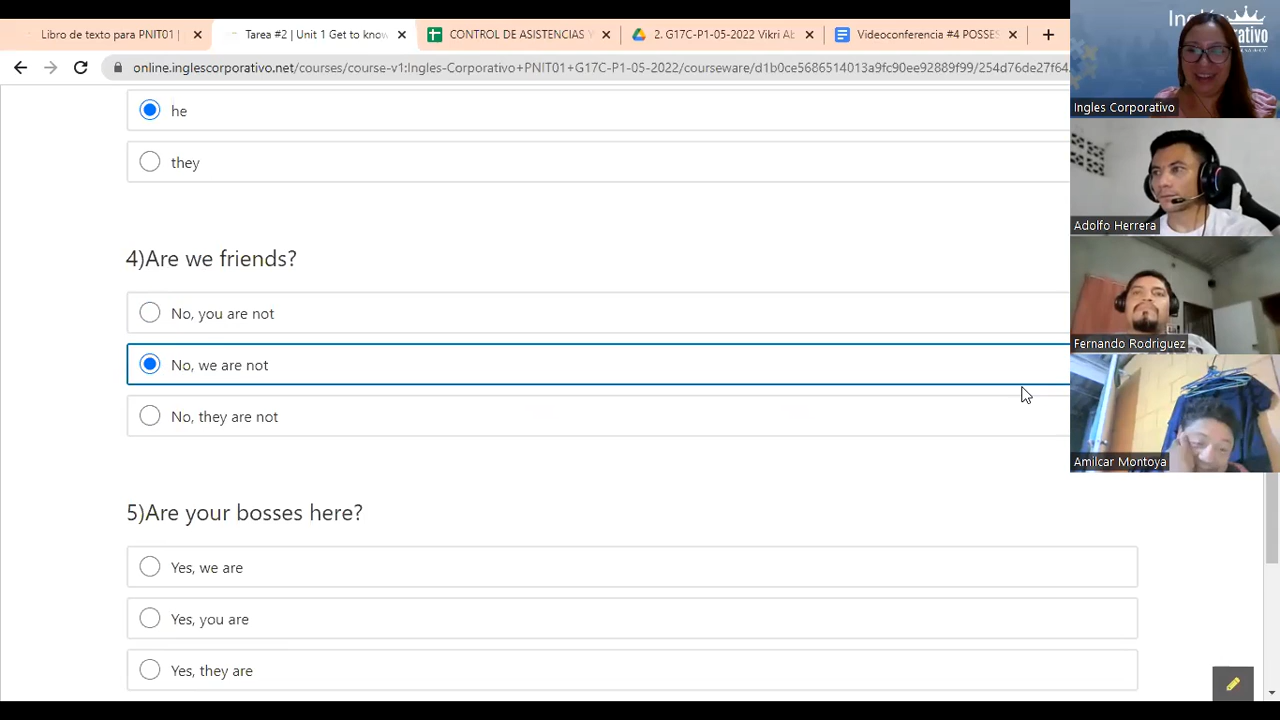 Libro de texto para PNIT01 |
Tarea #2 | Unit 1 Get to know
CONTROL DE ASISTENCIAS V
2. G17C-P1-05-2022 Vikri Al
Videoconferencia #4 POSSES
online.inglescorporativo.net/courses/course-v1:Ingles-Corporativo+PNIT01+G17C-P1-05-2022/courseware/d1b0ce5686514013a9fc90ee92889f99/254d76de27f64
he
they
4)Are we friends?
No, you are not
No, we are not
No, they are not
5)Are your bosses here?
Yes, we are
Yes, you are
Yes, they are
Ingles Corporativo
Adolfo Herrera
Fernando Rodriguez
Amilcar Montoya